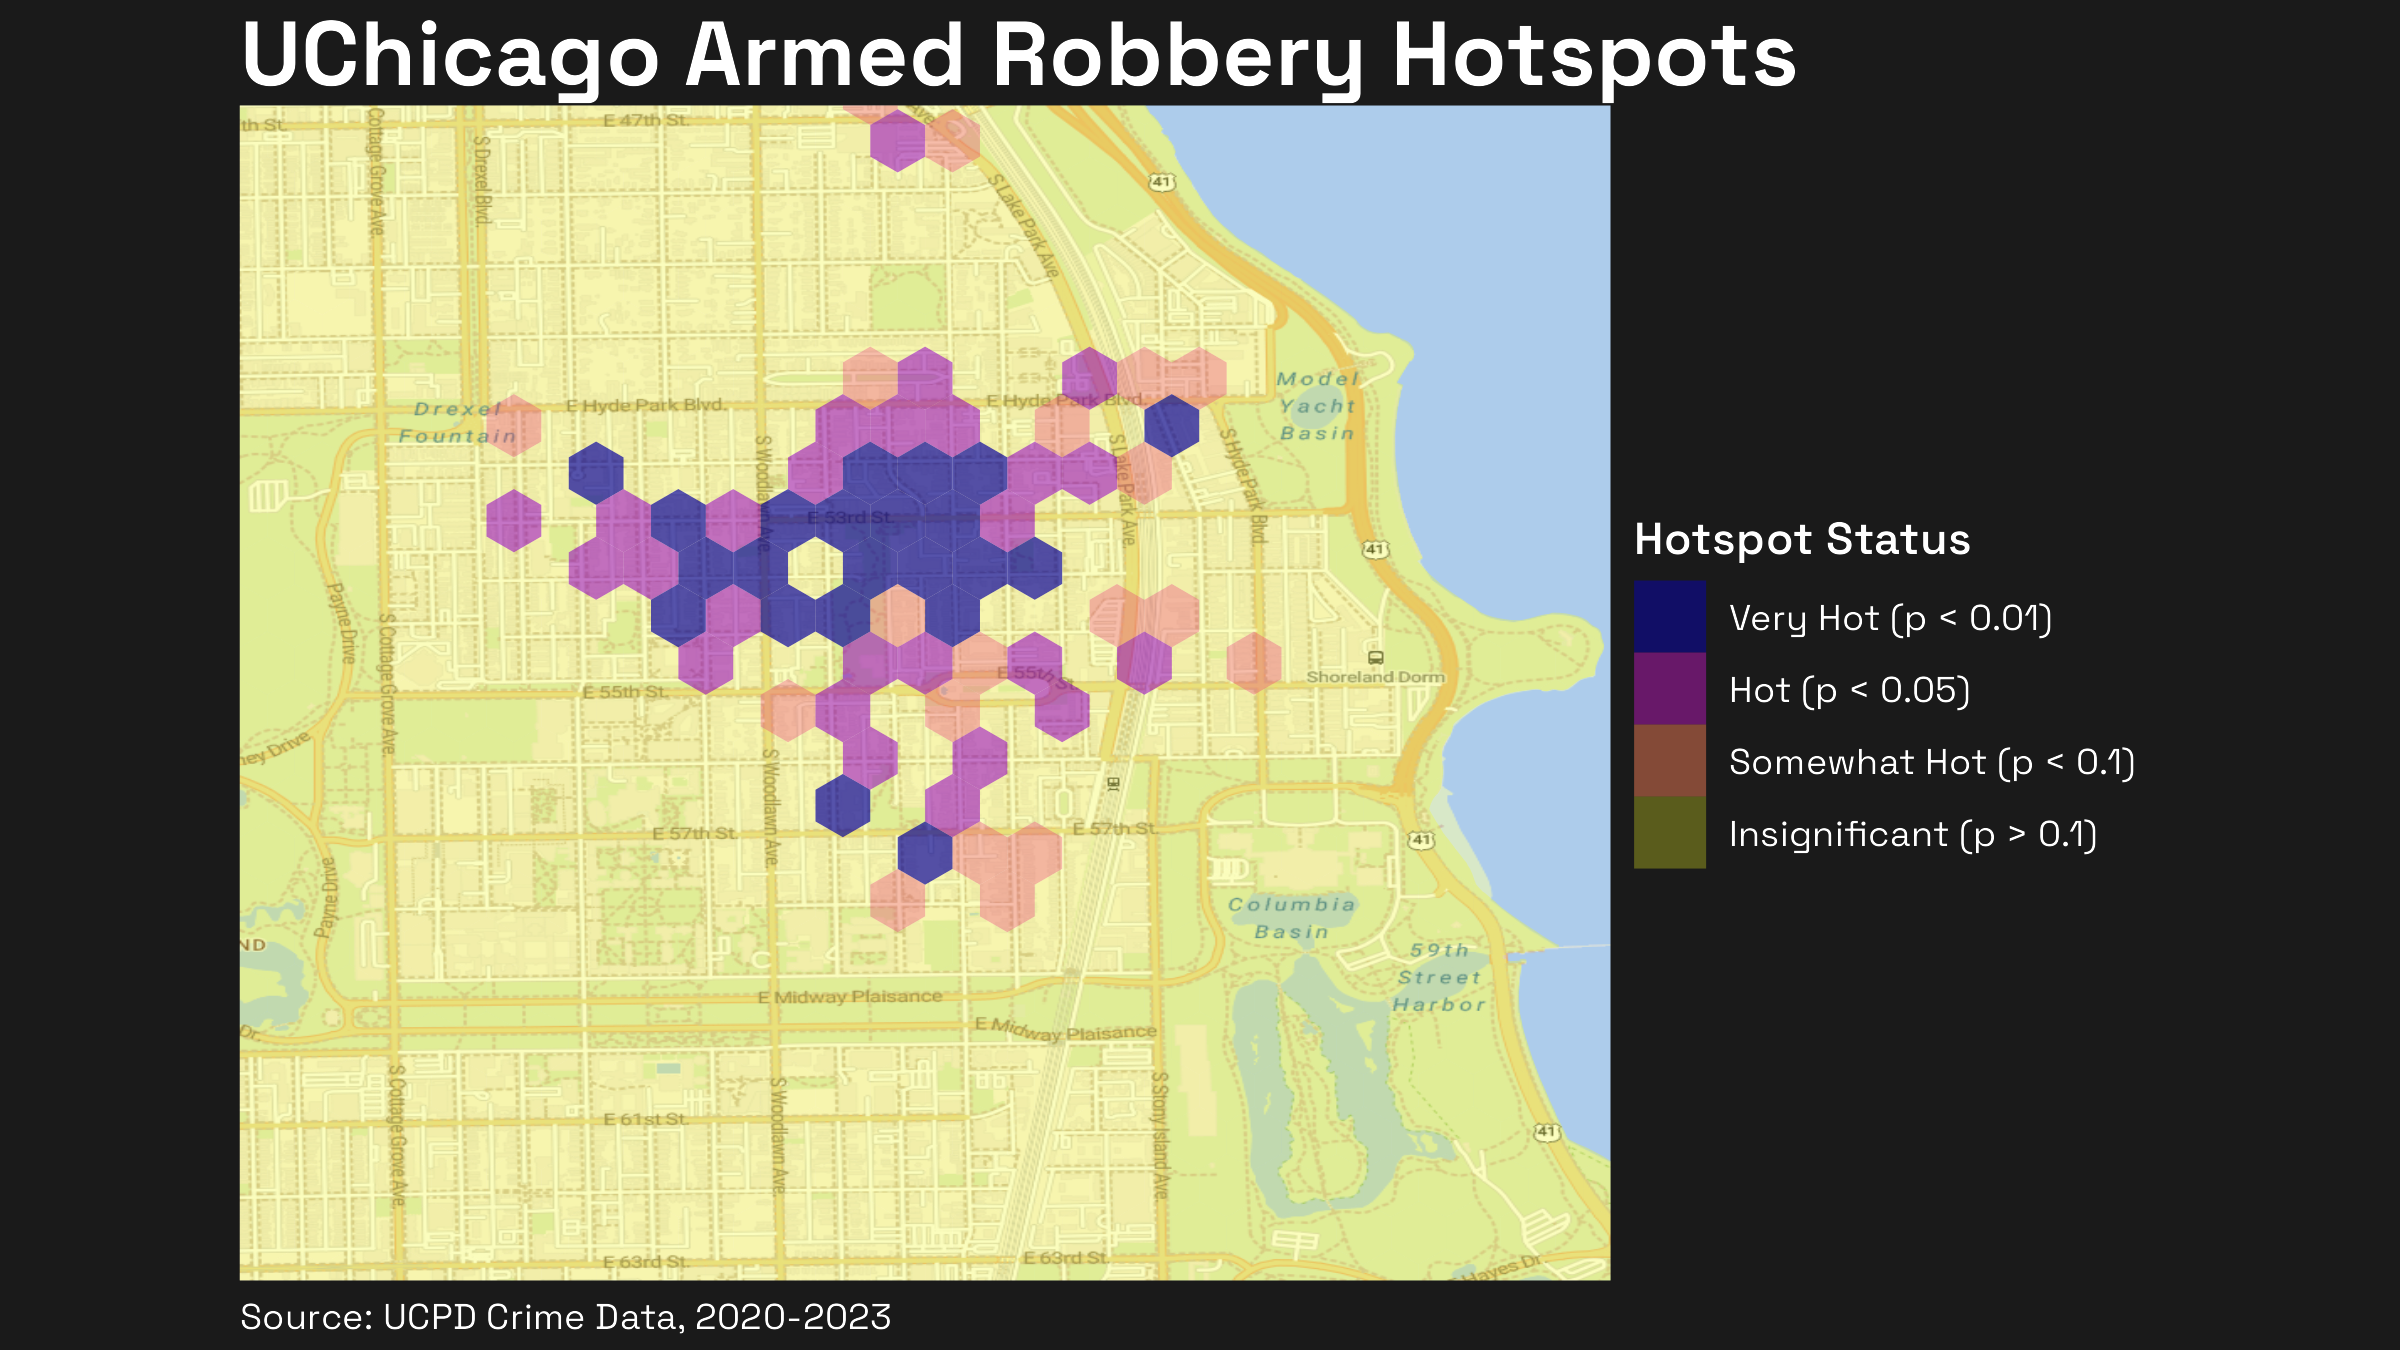 UChicago Armed Robbery Hotspots
th St.
E 47th St.
Ave.
Cottage Grove Ave.
S Drexel Blvd.
S Lake Park Ave.
41
Model
Yacht
Basin
Drexel
Fountain
E Hyde Park Blvd.
E Hyde Park Blvd.
S Woodlawn Ave.
S Lake Park Ave.
S Hyde Park Blvd.
E 53rd St.
41
Payne Drive
S Cottage Grove Ave.
E 55th St.
E 55th St.
Shoreland Dorm
ney Drive
S Woodlawn Ave.
E 57th St.
E 57th St.
41
Payne Drive
Columbia
Basin
59th
Street
Harbor
ND
E Midway Plaisance
E Midway Plaisance
Dr.
S Cottage Grove Ave.
S Woodlawn Ave.
S Stony Island Ave.
E 61st St.
41
E 63rd St.
E 63rd St.
Hayes Dr.
Hotspot Status
Very Hot (p < 0.01)
Hot (p < 0.05)
Somewhat Hot (p < 0.1)
Insignificant (p > 0.1)
Source: UCPD Crime Data, 2020-2023